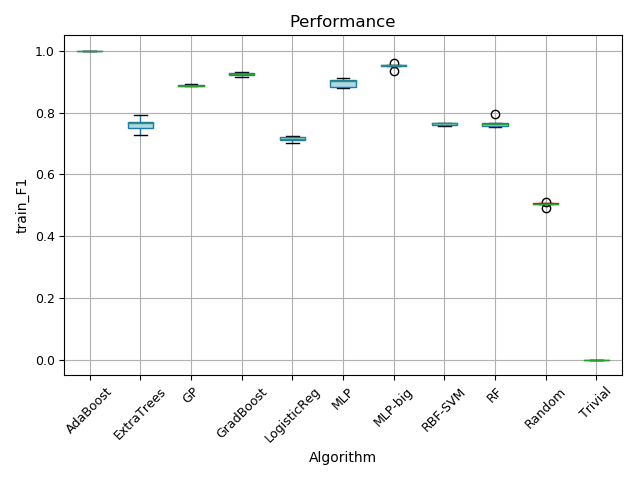 Performance
train_F1
1.0
0.8
0.6
0.4
0.2
0.0
AdaBoost
ExtraTrees
GP
GradBoost
LogisticReg
MLP
MLP-big
RBF-SVM
RF
Random
Trivial
Algorithm